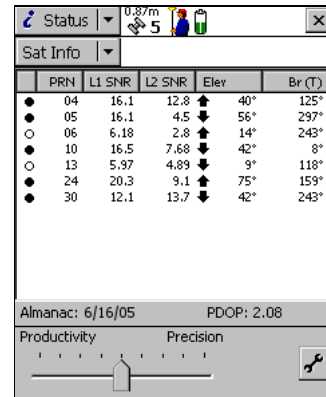 Status 0.87m 5
Sat Info
PRN L1 SNR L2 SNR Elev Br (T)
04 16.1 12.8 40° 125°
05 16.1 4.5 56° 297°
06 6.18 2.8 14° 243°
10 16.5 7.68 42° 8°
13 5.97 4.89 9° 118°
24 20.3 9.1 75° 159°
30 12.1 13.7 42° 243°
Almanac: 6/16/05 PDOP: 2.08
Productivity Precision